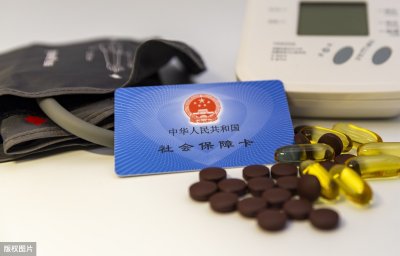 中华人民共和国
社会保障卡
版权图片